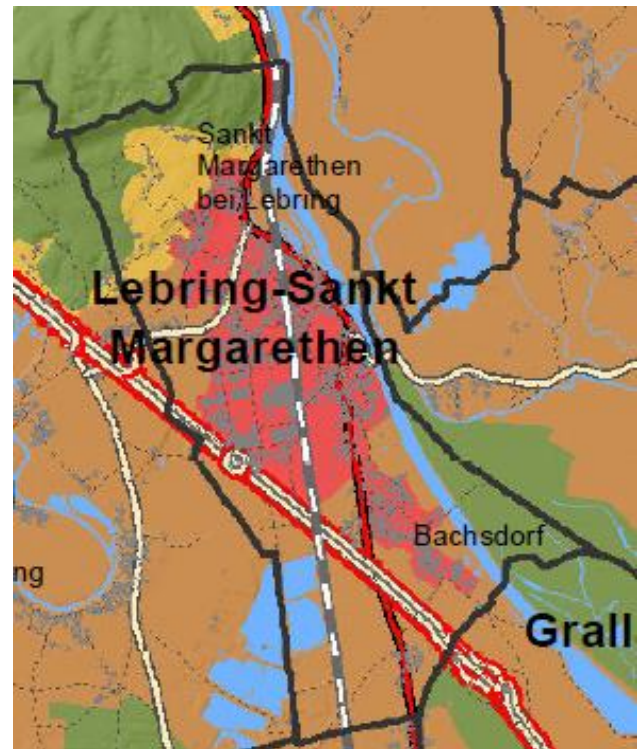 Sankt
Margarethen
bei Lebring
Lebring-Sankt
Margarethen
Bachsdorf
ng
Grall